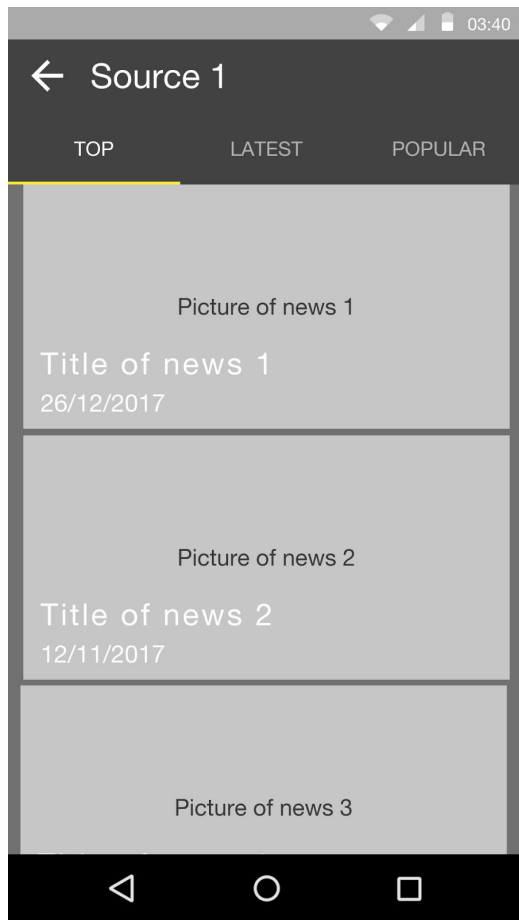 03:40
Source 1
TOP LATEST POPULAR
Picture of news 1
Title of news 1
26/12/2017
Picture of news 2
Title of news 2
12/11/2017
Picture of news 3